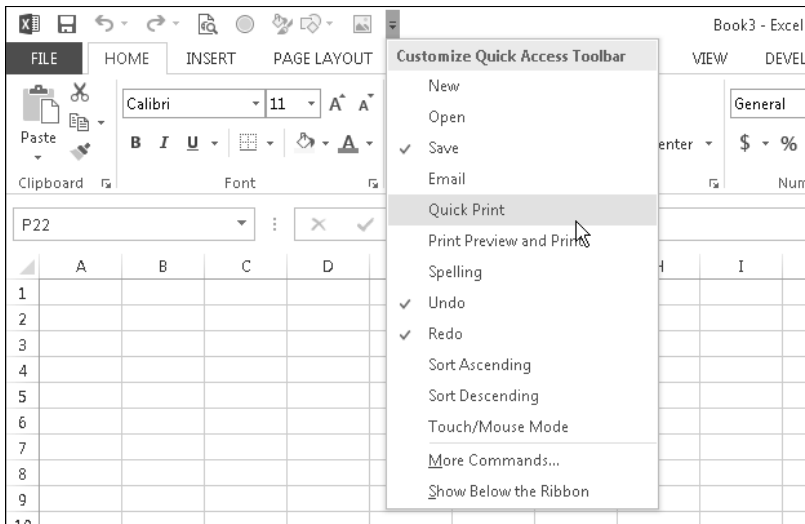 Book3 - Excel
FILE HOME INSERT PAGE LAYOUT VIEW DEVEL
Customize Quick Access Toolbar
New
Open
Save
Email
Quick Print
Print Preview and Print
Spelling
Undo
Redo
Sort Ascending
Sort Descending
Touch/Mouse Mode
More Commands...
Show Below the Ribbon
Paste
Calibri 11 A A
B I U A
Clipboard Font
enter
General
$ %
Num
P22
A B C D H I
1
2
3
4
5
6
7
8
9